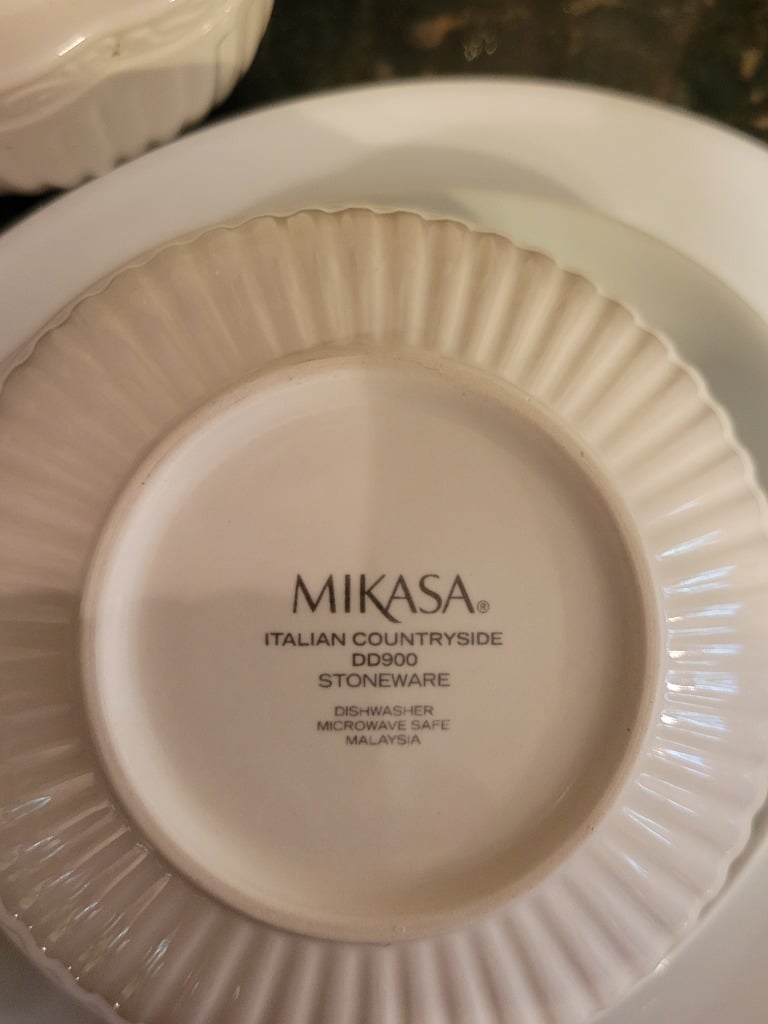 MIKASA®
ITALIAN COUNTRYSIDE
DD900
STONEWARE
DISHWASHER
MICROWAVE SAFE
MALAYSIA